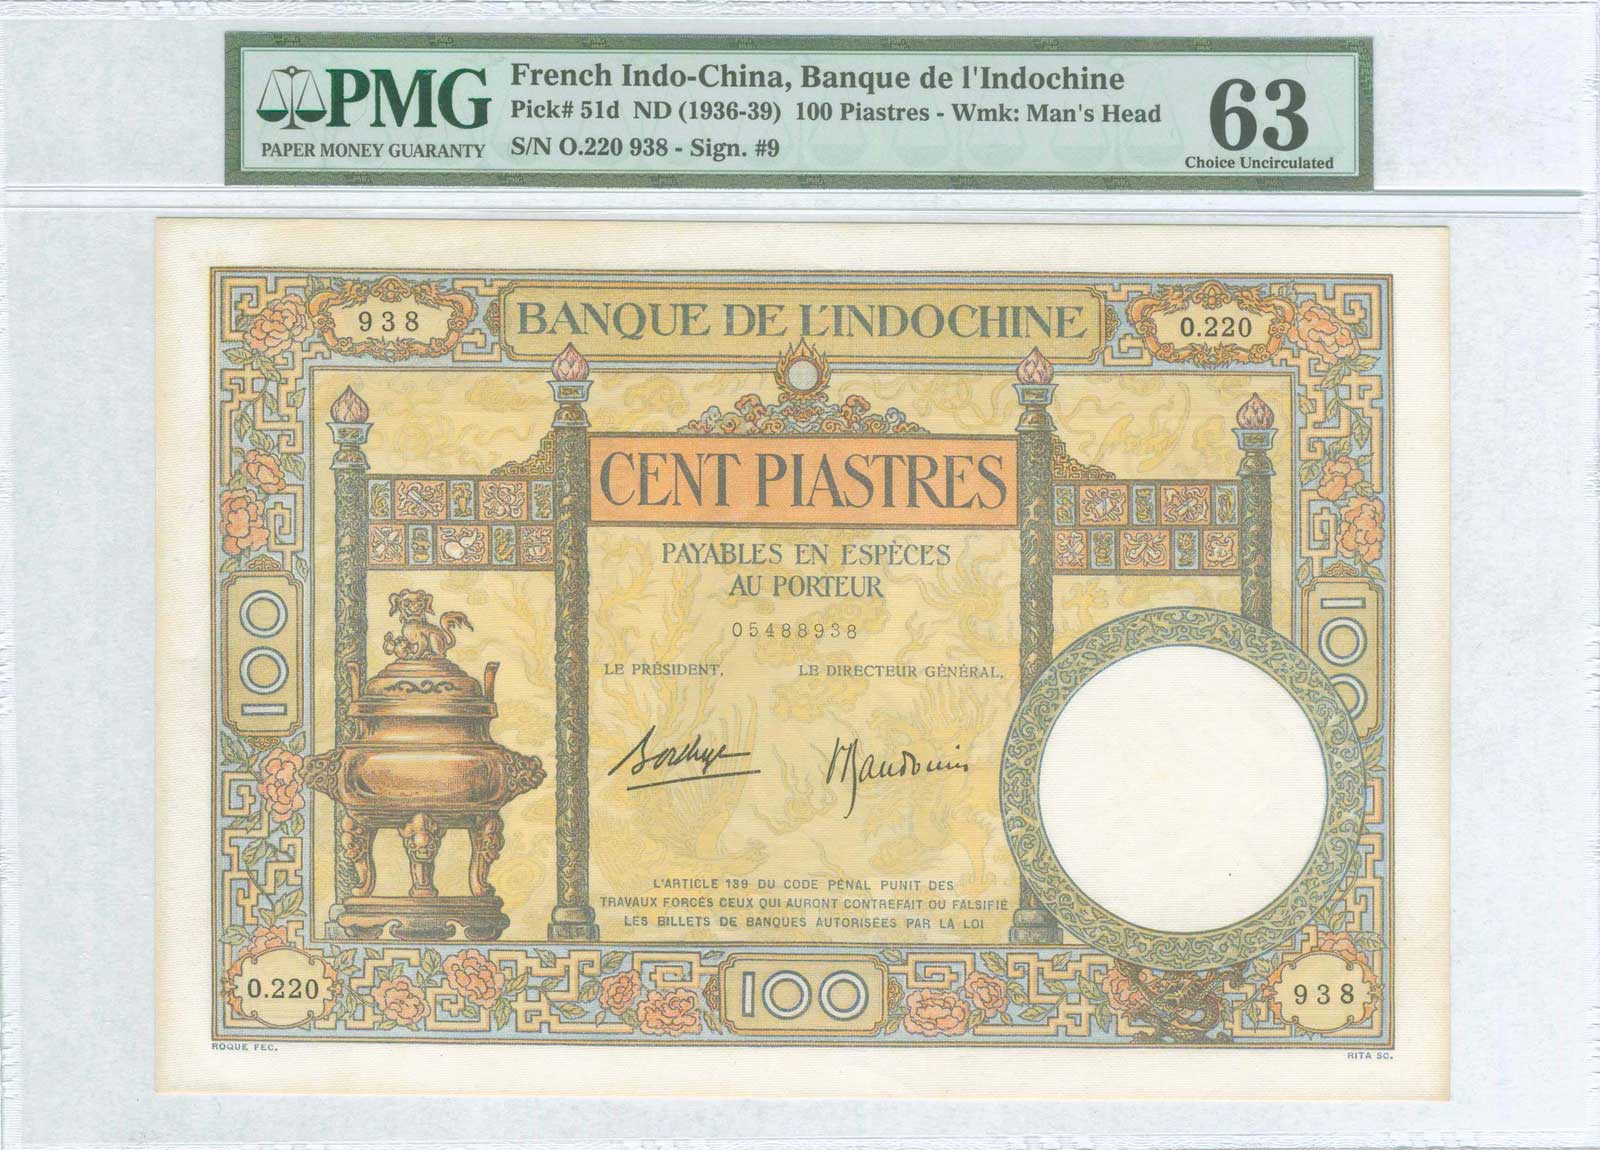 PMG
PAPER MONEY GUARANTY
French Indo-China, Banque de l'Indochine
Pick# 51d ND (1936-39) 100 Piastres - Wmk: Man's Head
S/N O.220 938 - Sign. #9
63
Choice Uncirculated
938
BANQUE DE L'INDOCHINE
O.220
CENT PIASTRES
PAYABLES EN ESPÈCES
AU PORTEUR
05488938
LE PRÉSIDENT,
LE DIRECTEUR GÉNÉRAL,
100
100
L'ARTICLE 139 DU CODE PÉNAL PUNIT DES
TRAVAUX FORCÉS CEUX QUI AURONT CONTREFAIT OU FALSIFIÉ
LES BILLETS DE BANQUES AUTORISÉES PAR LA LOI
O.220
100
938
ROQUE FEC.
RITA SC.